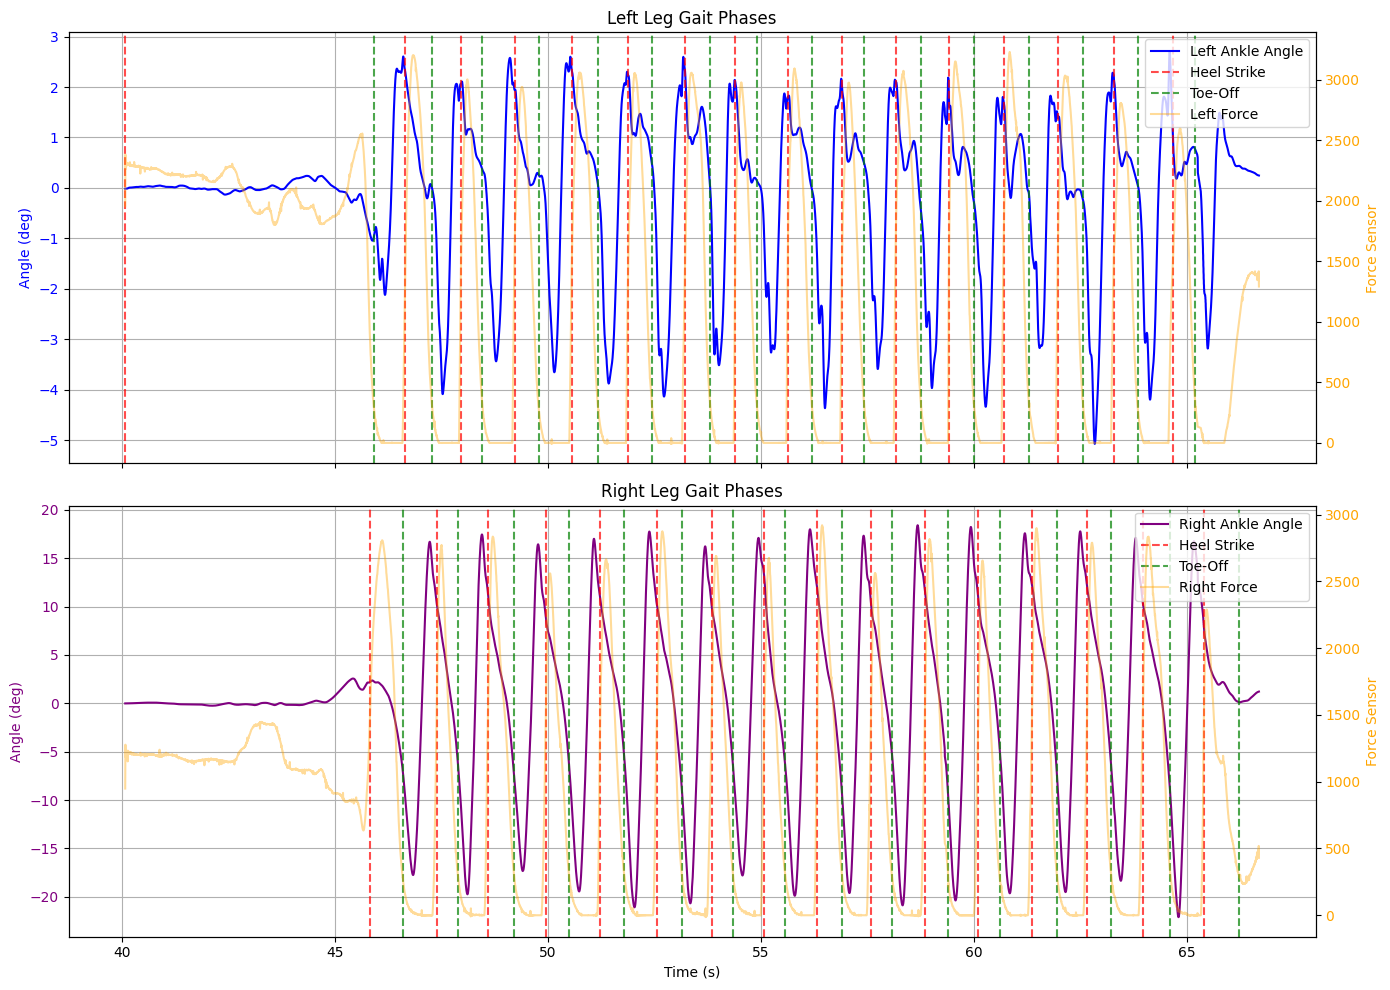 Left Leg Gait Phases
3
2
1
0
−1
−2
−3
−4
−5
Angle (deg)
Left Ankle Angle
Heel Strike
Toe-Off
Left Force
3000
2500
2000
1500
1000
500
0
Force Sensor
Right Leg Gait Phases
20
15
10
5
0
−5
−10
−15
−20
Angle (deg)
Right Ankle Angle
Heel Strike
Toe-Off
Right Force
3000
2500
2000
1500
1000
500
0
Force Sensor
40
45
50
55
60
65
Time (s)